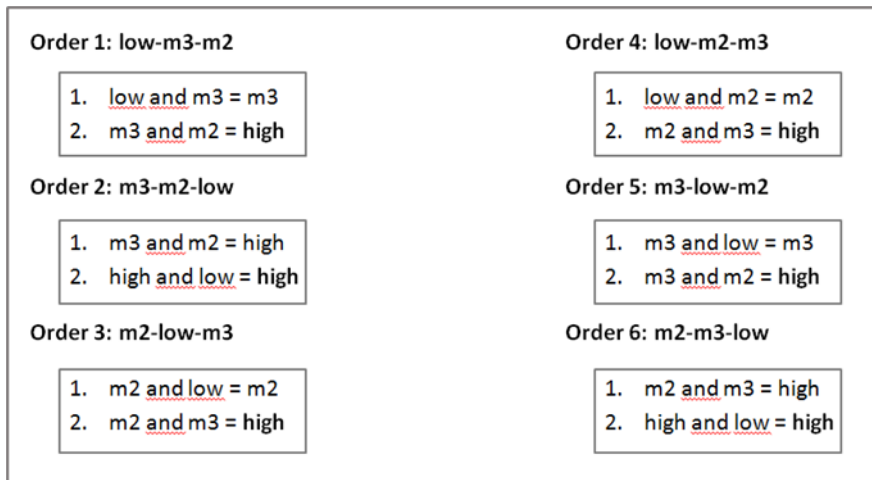 Order 1: low-m3-m2
1. low and m3 = m3
2. m3 and m2 = high
Order 2: m3-m2-low
1. m3 and m2 = high
2. high and low = high
Order 3: m2-low-m3
1. m2 and low = m2
2. m2 and m3 = high
Order 4: low-m2-m3
1. low and m2 = m2
2. m2 and m3 = high
Order 5: m3-low-m2
1. m3 and low = m3
2. m3 and m2 = high
Order 6: m2-m3-low
1. m2 and m3 = high
2. high and low = high